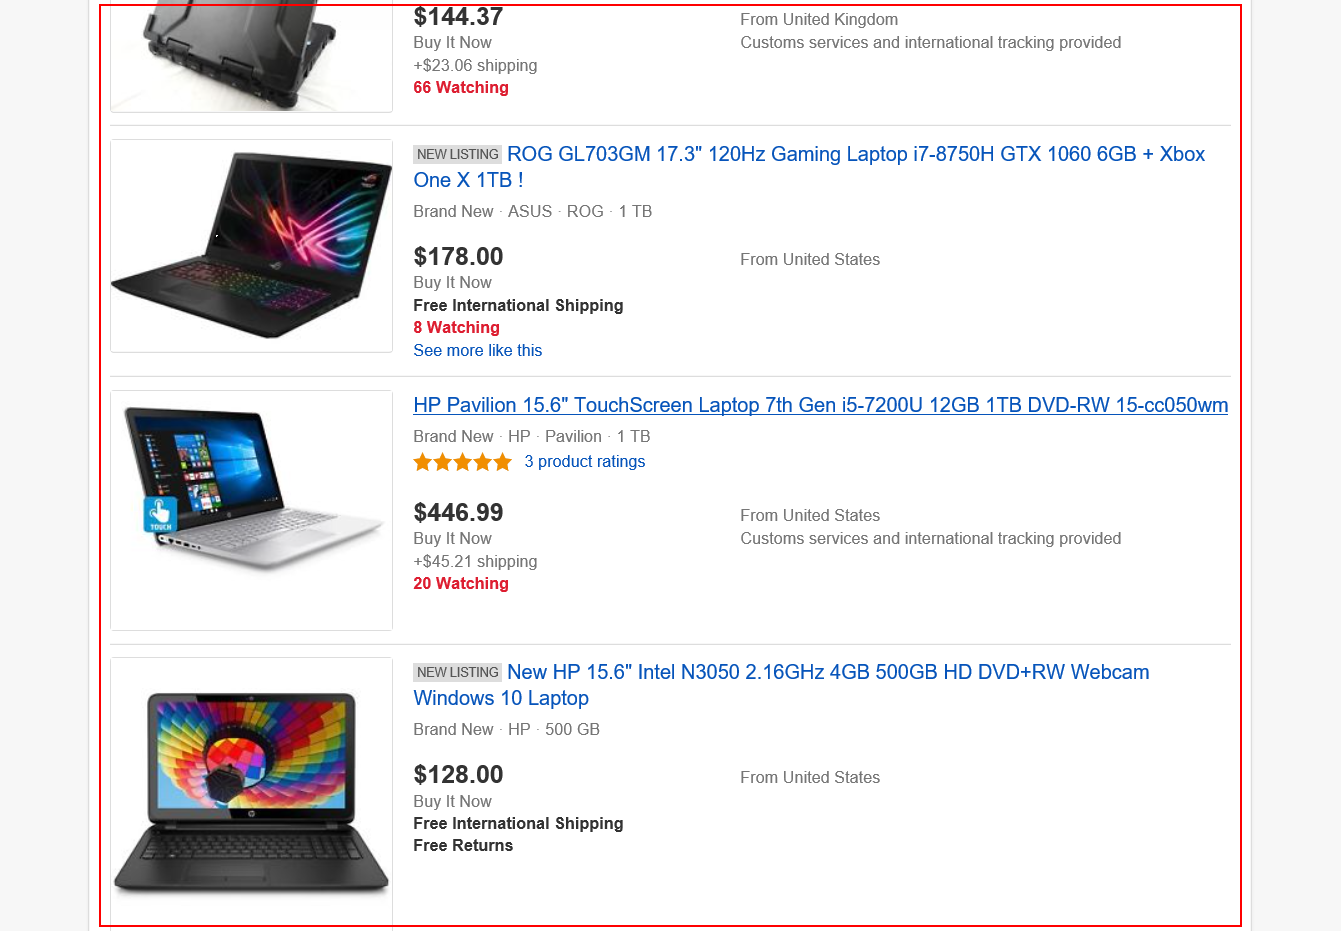 $144.37
From United Kingdom
Buy It Now
Customs services and international tracking provided
+$23.06 shipping
66 Watching
NEW LISTING ROG GL703GM 17.3" 120Hz Gaming Laptop i7-8750H GTX 1060 6GB + Xbox
One X 1TB !
Brand New · ASUS · ROG · 1 TB
$178.00
From United States
Buy It Now
Free International Shipping
8 Watching
See more like this
HP Pavilion 15.6" TouchScreen Laptop 7th Gen i5-7200U 12GB 1TB DVD-RW 15-cc050wm
Brand New · HP · Pavilion · 1 TB
3 product ratings
TOUCH
$446.99
From United States
Buy It Now
Customs services and international tracking provided
+$45.21 shipping
20 Watching
NEW LISTING New HP 15.6" Intel N3050 2.16GHz 4GB 500GB HD DVD+RW Webcam
Windows 10 Laptop
Brand New · HP · 500 GB
$128.00
From United States
Buy It Now
Free International Shipping
Free Returns